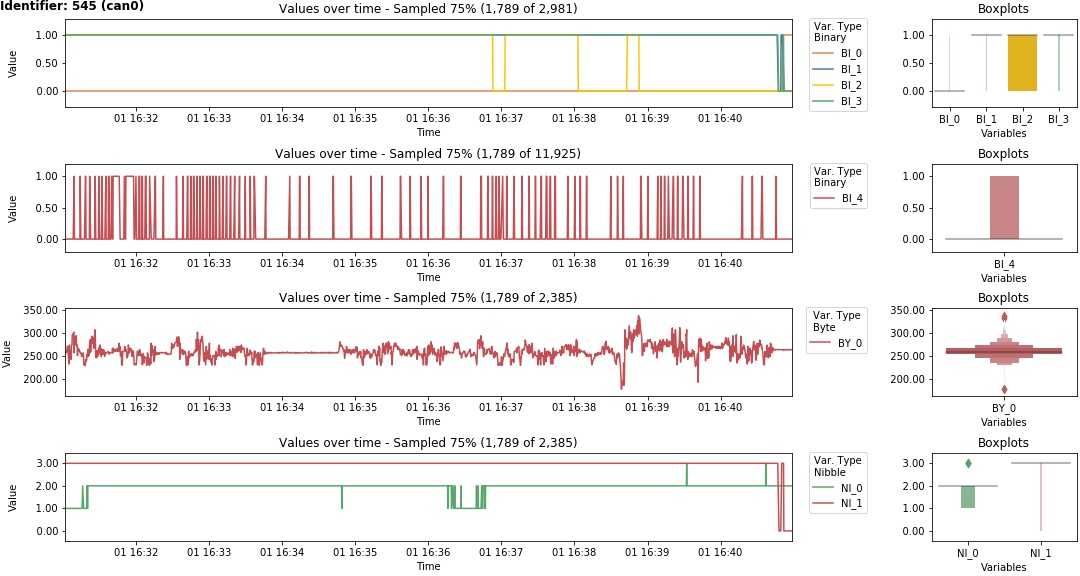 Identifier: 545 (can0)
Values over time - Sampled 75% (1,789 of 2,981)
Boxplots
Value
1.00
0.50
0.00
01 16:32 01 16:33 01 16:34 01 16:35 01 16:36 01 16:37 01 16:38 01 16:39 01 16:40
Time
Var. Type
Binary
BI_0
BI_1
BI_2
BI_3
1.00
0.50
0.00
BI_0 BI_1 BI_2 BI_3
Variables
Values over time - Sampled 75% (1,789 of 11,925)
Boxplots
Value
1.00
0.50
0.00
01 16:32 01 16:33 01 16:34 01 16:35 01 16:36 01 16:37 01 16:38 01 16:39 01 16:40
Time
Var. Type
Binary
BI_4
1.00
0.50
0.00
BI_4
Variables
Values over time - Sampled 75% (1,789 of 2,385)
Boxplots
Value
350.00
300.00
250.00
200.00
01 16:32 01 16:33 01 16:34 01 16:35 01 16:36 01 16:37 01 16:38 01 16:39 01 16:40
Time
Var. Type
Byte
BY_0
350.00
300.00
250.00
200.00
BY_0
Variables
Values over time - Sampled 75% (1,789 of 2,385)
Boxplots
Value
3.00
2.00
1.00
0.00
01 16:32 01 16:33 01 16:34 01 16:35 01 16:36 01 16:37 01 16:38 01 16:39 01 16:40
Time
Var. Type
Nibble
NI_0
NI_1
3.00
2.00
1.00
0.00
NI_0 NI_1
Variables